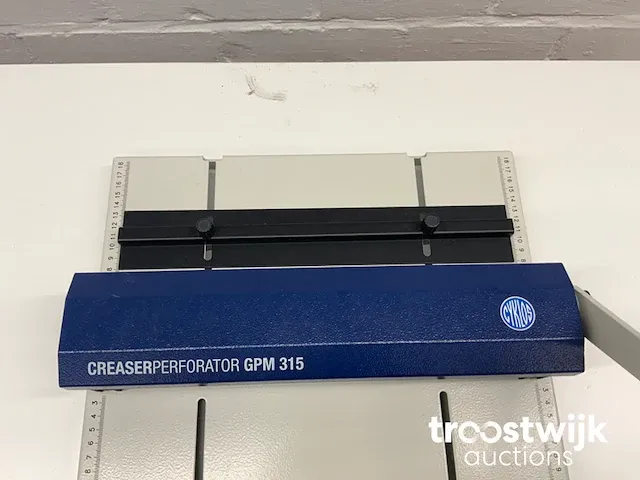 CYKLOS
CREASERPERFORATOR GPM 315
troostwijk
auctions